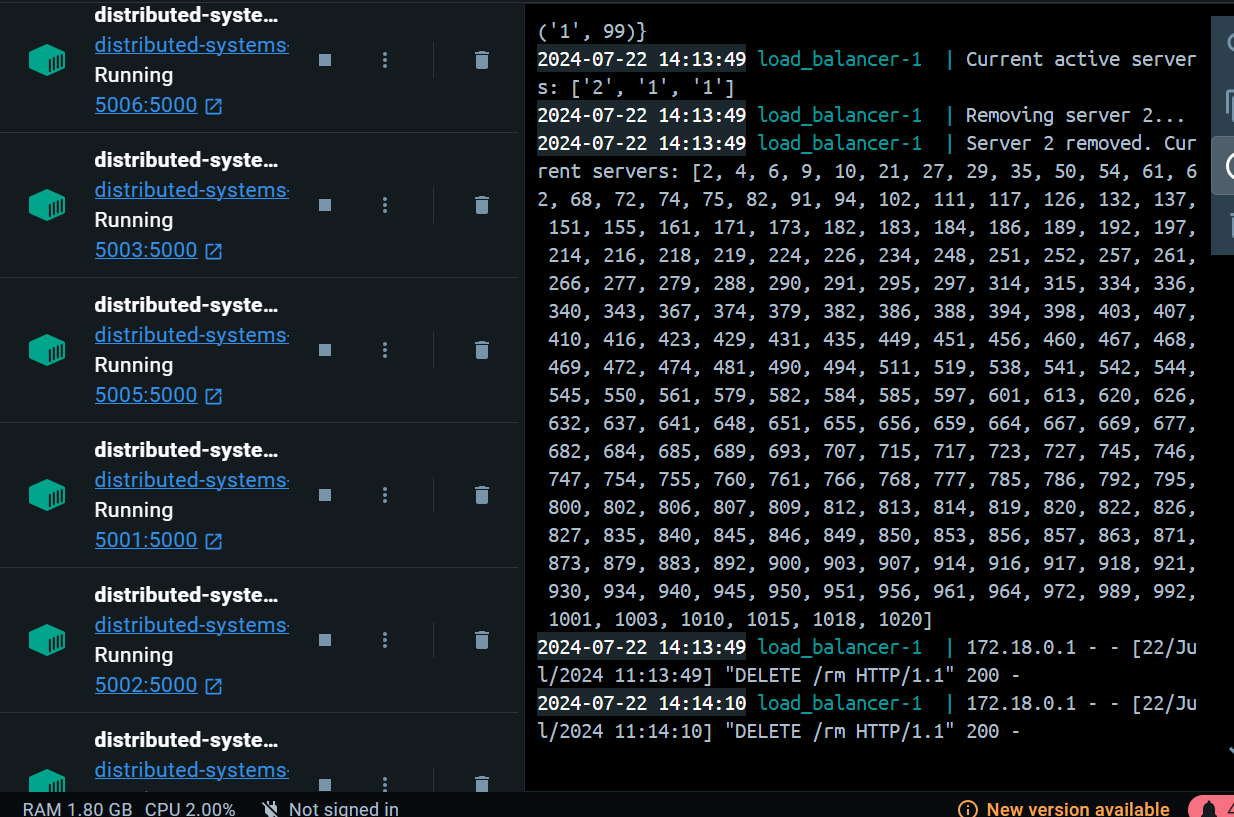 distributed-syste...
distributed-systems-
Running
5006:5000
distributed-syste...
distributed-systems-
Running
5003:5000
distributed-syste...
distributed-systems-
Running
5005:5000
distributed-syste...
distributed-systems-
Running
5001:5000
distributed-syste...
distributed-systems-
Running
5002:5000
distributed-syste...
distributed-systems-
('1', 99)}
2024-07-22 14:13:49 load_balancer-1  | Current active server
s: ['2', '1', '1']
2024-07-22 14:13:49 load_balancer-1  | Removing server 2...
2024-07-22 14:13:49 load_balancer-1  | Server 2 removed. Cur
rent servers: [2, 4, 6, 9, 10, 21, 27, 29, 35, 50, 54, 61, 6
2, 68, 72, 74, 75, 82, 91, 94, 102, 111, 117, 126, 132, 137,
151, 155, 161, 171, 173, 182, 183, 184, 186, 189, 192, 197,
214, 216, 218, 219, 224, 226, 234, 248, 251, 252, 257, 261,
266, 277, 279, 288, 290, 291, 295, 297, 314, 315, 334, 336,
340, 343, 367, 374, 379, 382, 386, 388, 394, 398, 403, 407,
410, 416, 423, 429, 431, 435, 449, 451, 456, 460, 467, 468,
469, 472, 474, 481, 490, 494, 511, 519, 538, 541, 542, 544,
545, 550, 561, 579, 582, 584, 585, 597, 601, 613, 620, 626,
632, 637, 641, 648, 651, 655, 656, 659, 664, 667, 669, 677,
682, 684, 685, 689, 693, 707, 715, 717, 723, 727, 745, 746,
747, 754, 755, 760, 761, 766, 768, 777, 785, 786, 792, 795,
800, 802, 806, 807, 809, 812, 813, 814, 819, 820, 822, 826,
827, 835, 840, 845, 846, 849, 850, 853, 856, 857, 863, 871,
873, 879, 883, 892, 900, 903, 907, 914, 916, 917, 918, 921,
930, 934, 940, 945, 950, 951, 956, 961, 964, 972, 989, 992,
1001, 1003, 1010, 1015, 1018, 1020]
2024-07-22 14:13:49 load_balancer-1  | 172.18.0.1 - - [22/Ju
l/2024 11:13:49] "DELETE /rm HTTP/1.1" 200 -
2024-07-22 14:14:10 load_balancer-1  | 172.18.0.1 - - [22/Ju
l/2024 11:14:10] "DELETE /rm HTTP/1.1" 200 -
RAM 1.80 GB CPU 2.00% Not signed in New version available